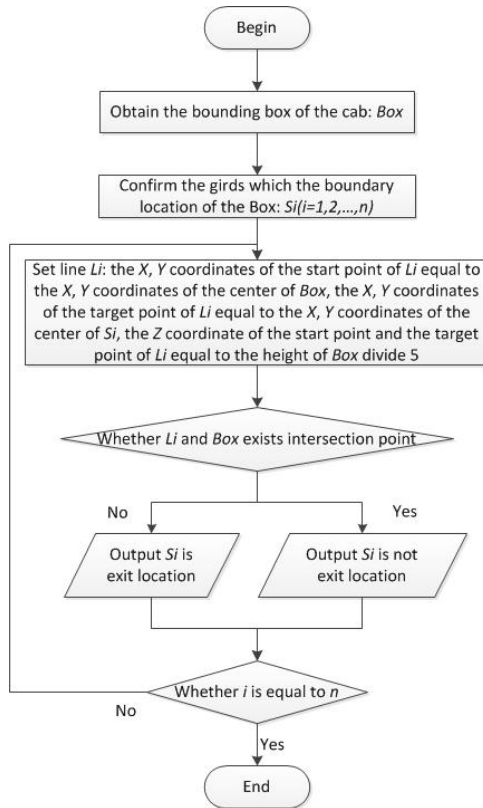 Begin
Obtain the bounding box of the cab: Box
Confirm the girds which the boundary
location of the Box: Si(i=1,2,...,n)
Set line Li: the X, Y coordinates of the start point of Li equal to
the X, Y coordinates of the center of Box, the X, Y coordinates
of the target point of Li equal to the X, Y coordinates of the
center of Si, the Z coordinate of the start point and the target
point of Li equal to the height of Box divide 5
Whether Li and Box exists intersection point
No
Yes
Output Si is
exit location
Output Si is not
exit location
Whether i is equal to n
No
Yes
End